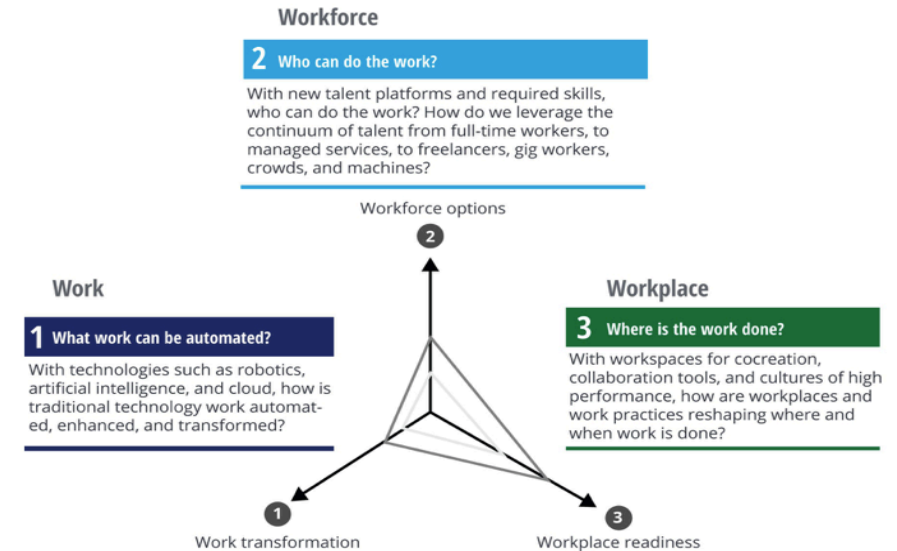 Workforce
2 Who can do the work?
With new talent platforms and required skills,
who can do the work? How do we leverage the
continuum of talent from full-time workers, to
managed services, to freelancers, gig workers,
crowds, and machines?
Workforce options
2
Work
1 What work can be automated?
With technologies such as robotics,
artificial intelligence, and cloud, how is
traditional technology work automat-
ed, enhanced, and transformed?
Workplace
3 Where is the work done?
With workspaces for cocreation,
collaboration tools, and cultures of high
performance, how are workplaces and
work practices reshaping where and
when work is done?
1
Work transformation
3
Workplace readiness